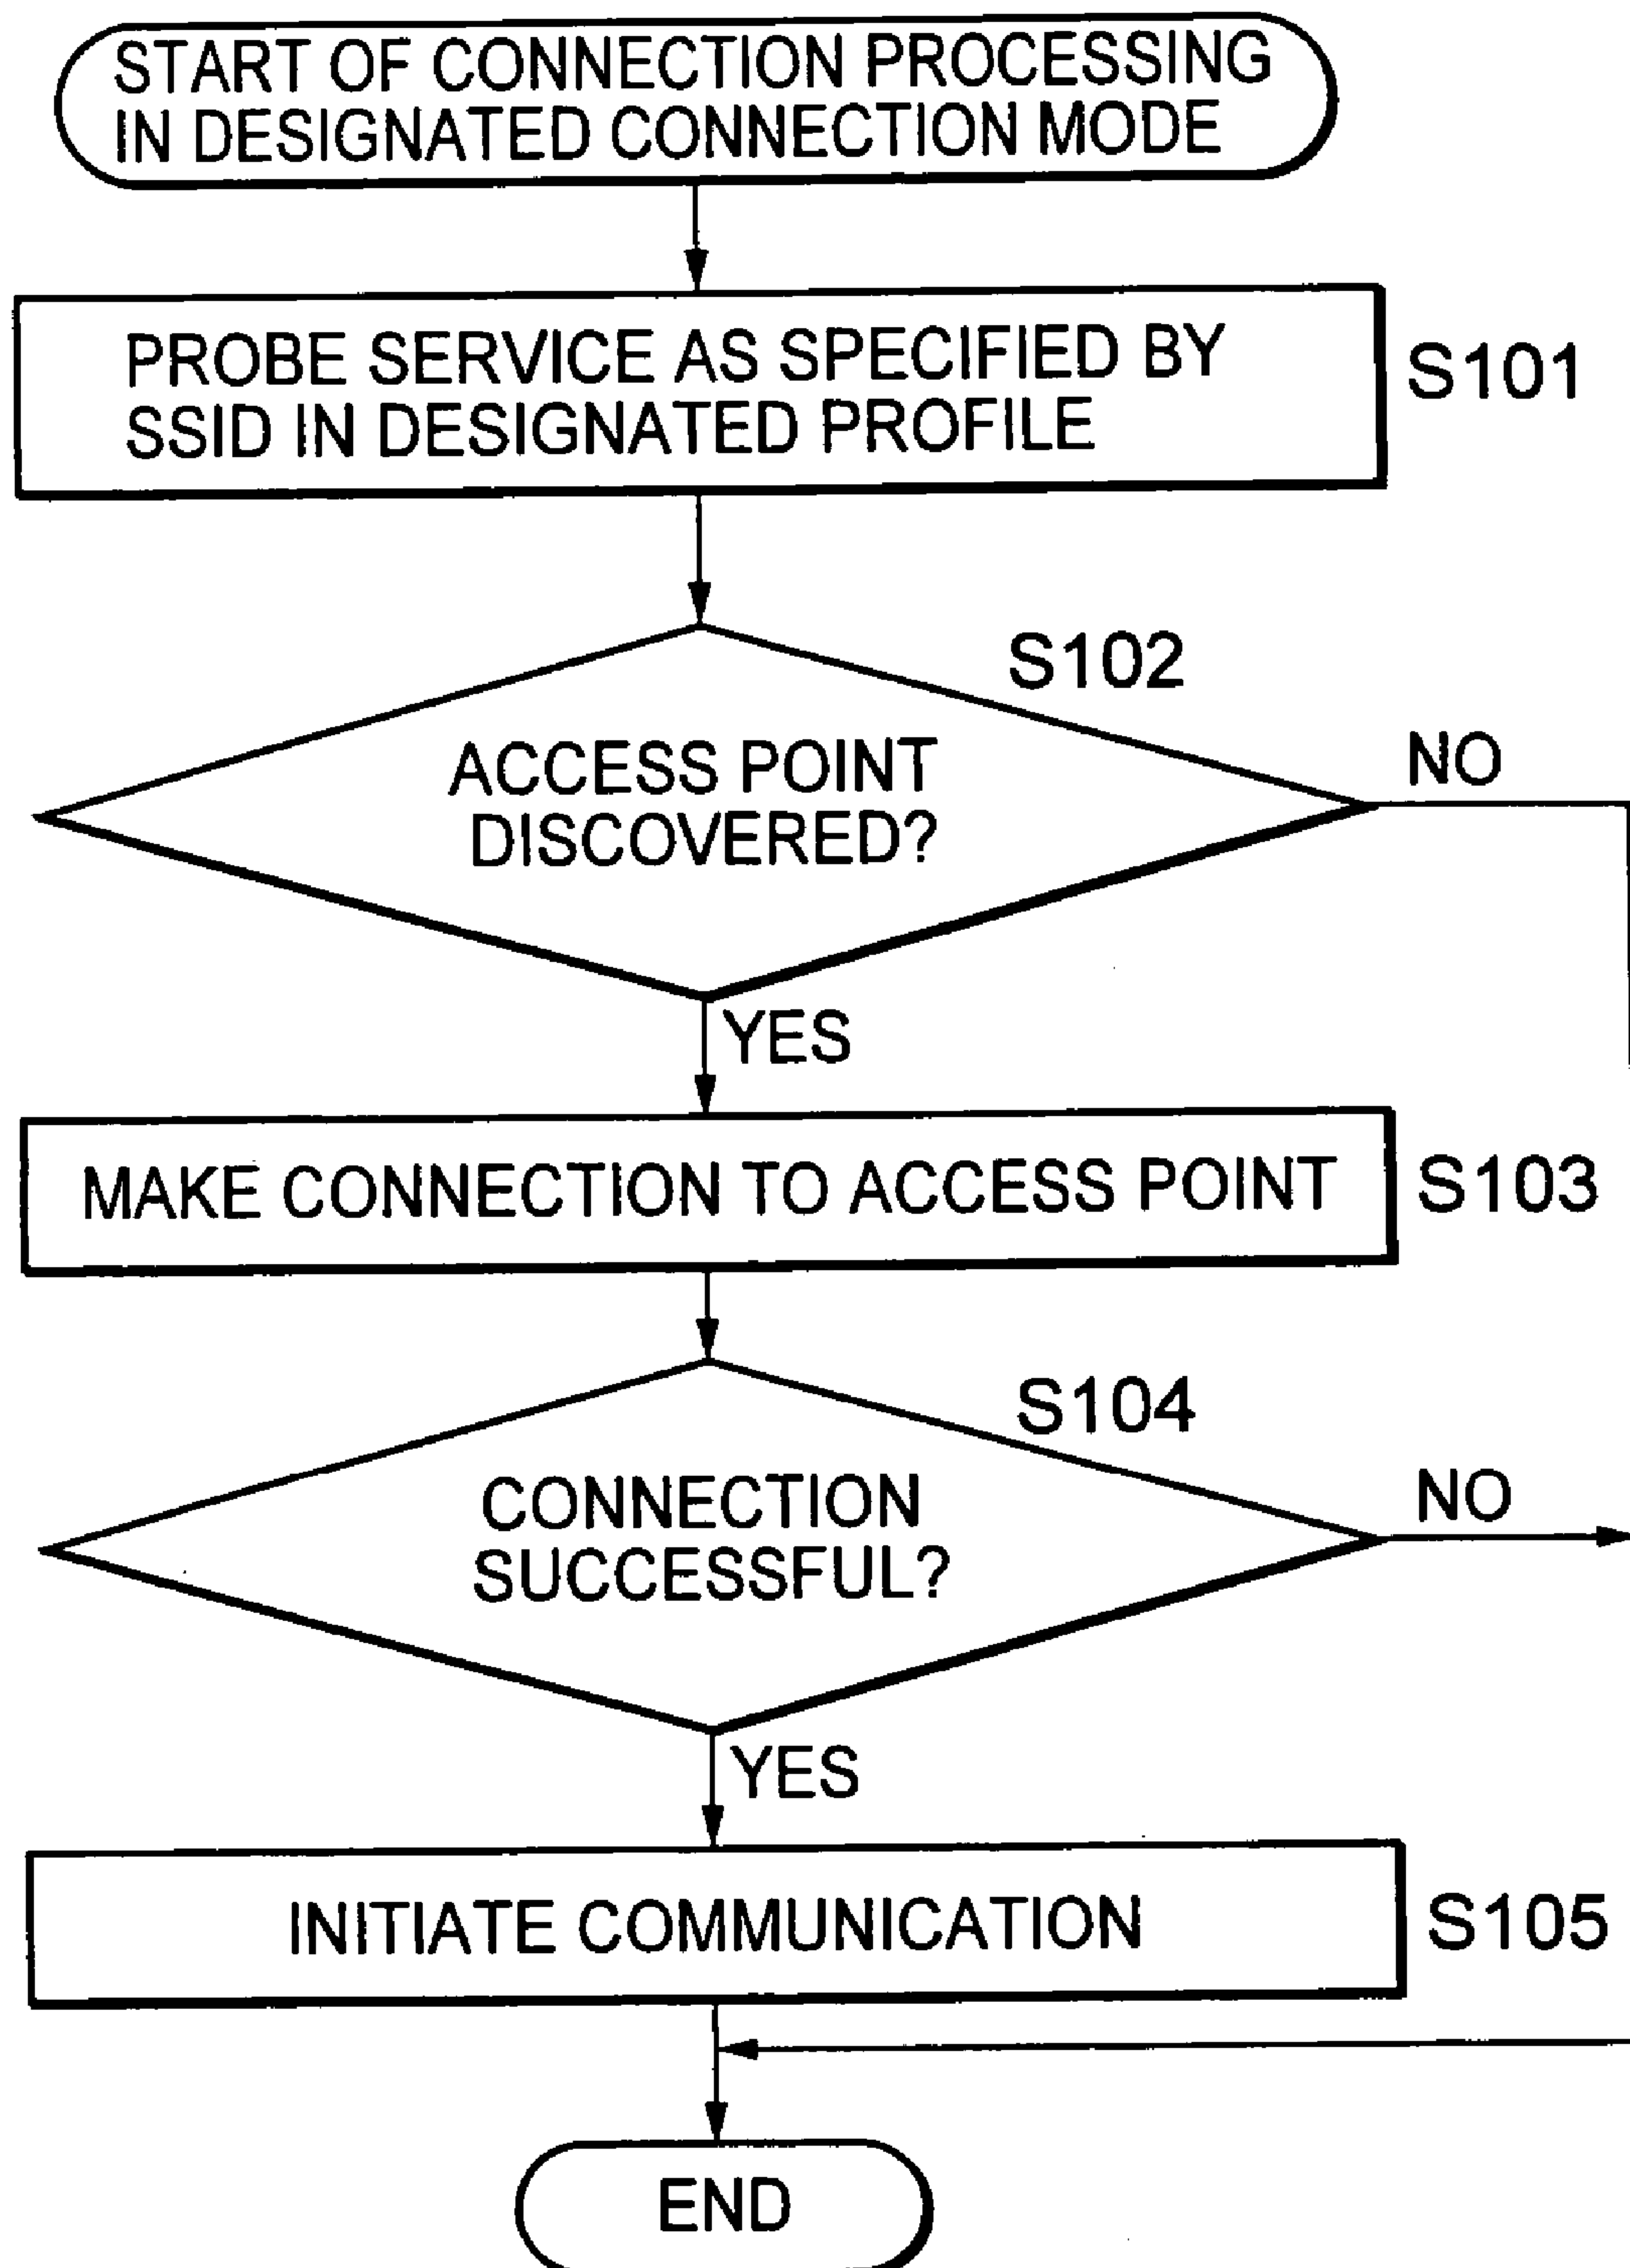 START OF CONNECTION PROCESSING
IN DESIGNATED CONNECTION MODE
PROBE SERVICE AS SPECIFIED BY
SSID IN DESIGNATED PROFILE
S101
S102
ACCESS POINT
DISCOVERED?
NO
YES
MAKE CONNECTION TO ACCESS POINT
S103
S104
CONNECTION
SUCCESSFUL?
NO
YES
INITIATE COMMUNICATION
S105
END